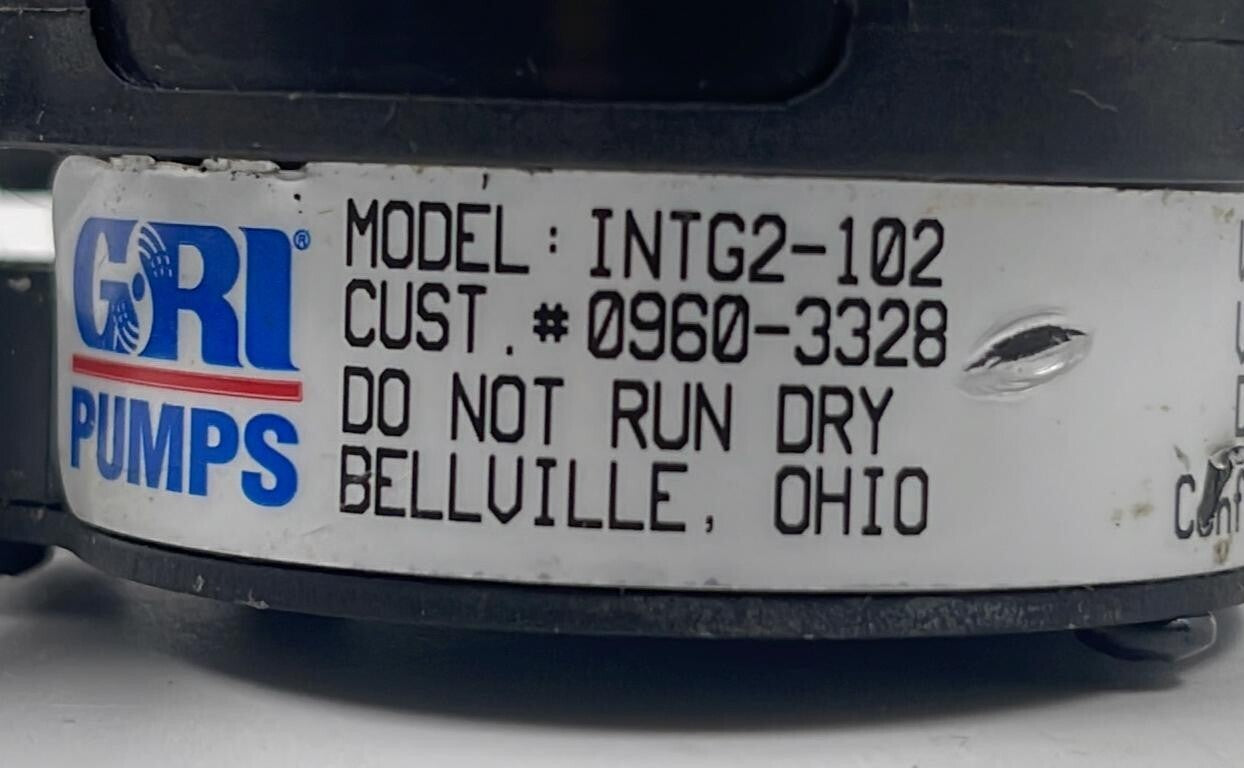 GRI®
PUMPS
MODEL: INTG2-102
CUST.#0960-3328
DO NOT RUN DRY
BELLVILLE, OHIO